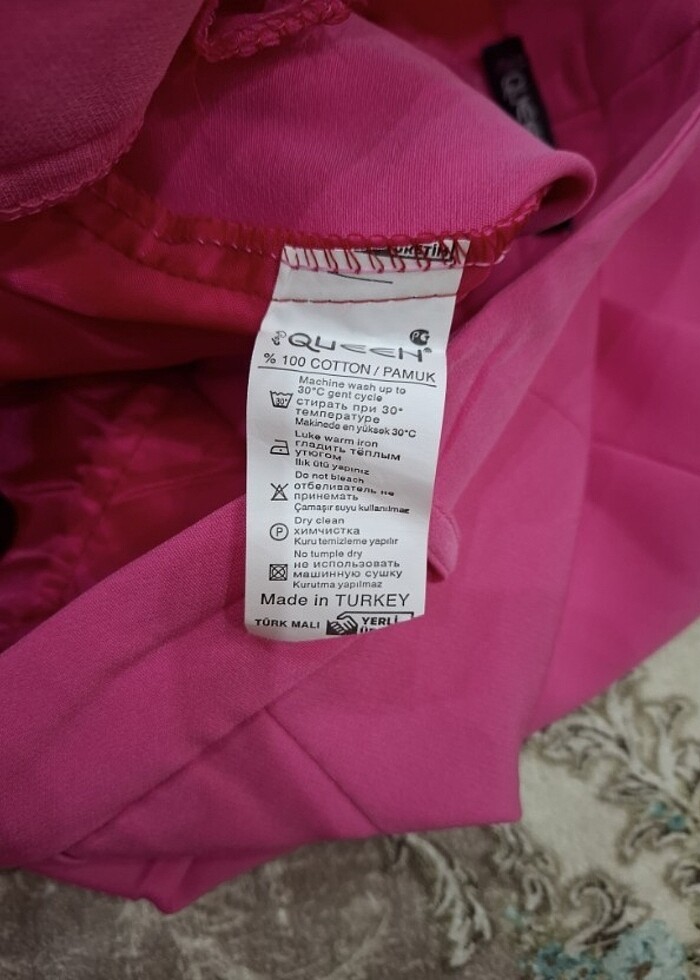 ÜRETİM
QUEEN
% 100 COTTON / PAMUK
Machine wash up to
30°C gent cycle
стирать при 30°
температуре
Makinede en yüksek 30°C
30°
Luke warm iron
гладить тёплым
утюгом
Ilık ütü yapınız
Do not bleach
отбеливатель не
принемать
Çamaşır suyu kullanılmaz
P
Dry clean
химчистка
Kuru temizleme yapılır
No tumple dry
не использовать
машинную сушку
Kurutma yapılmaz
Made in TURKEY
TÜRK MALI
YERLİ